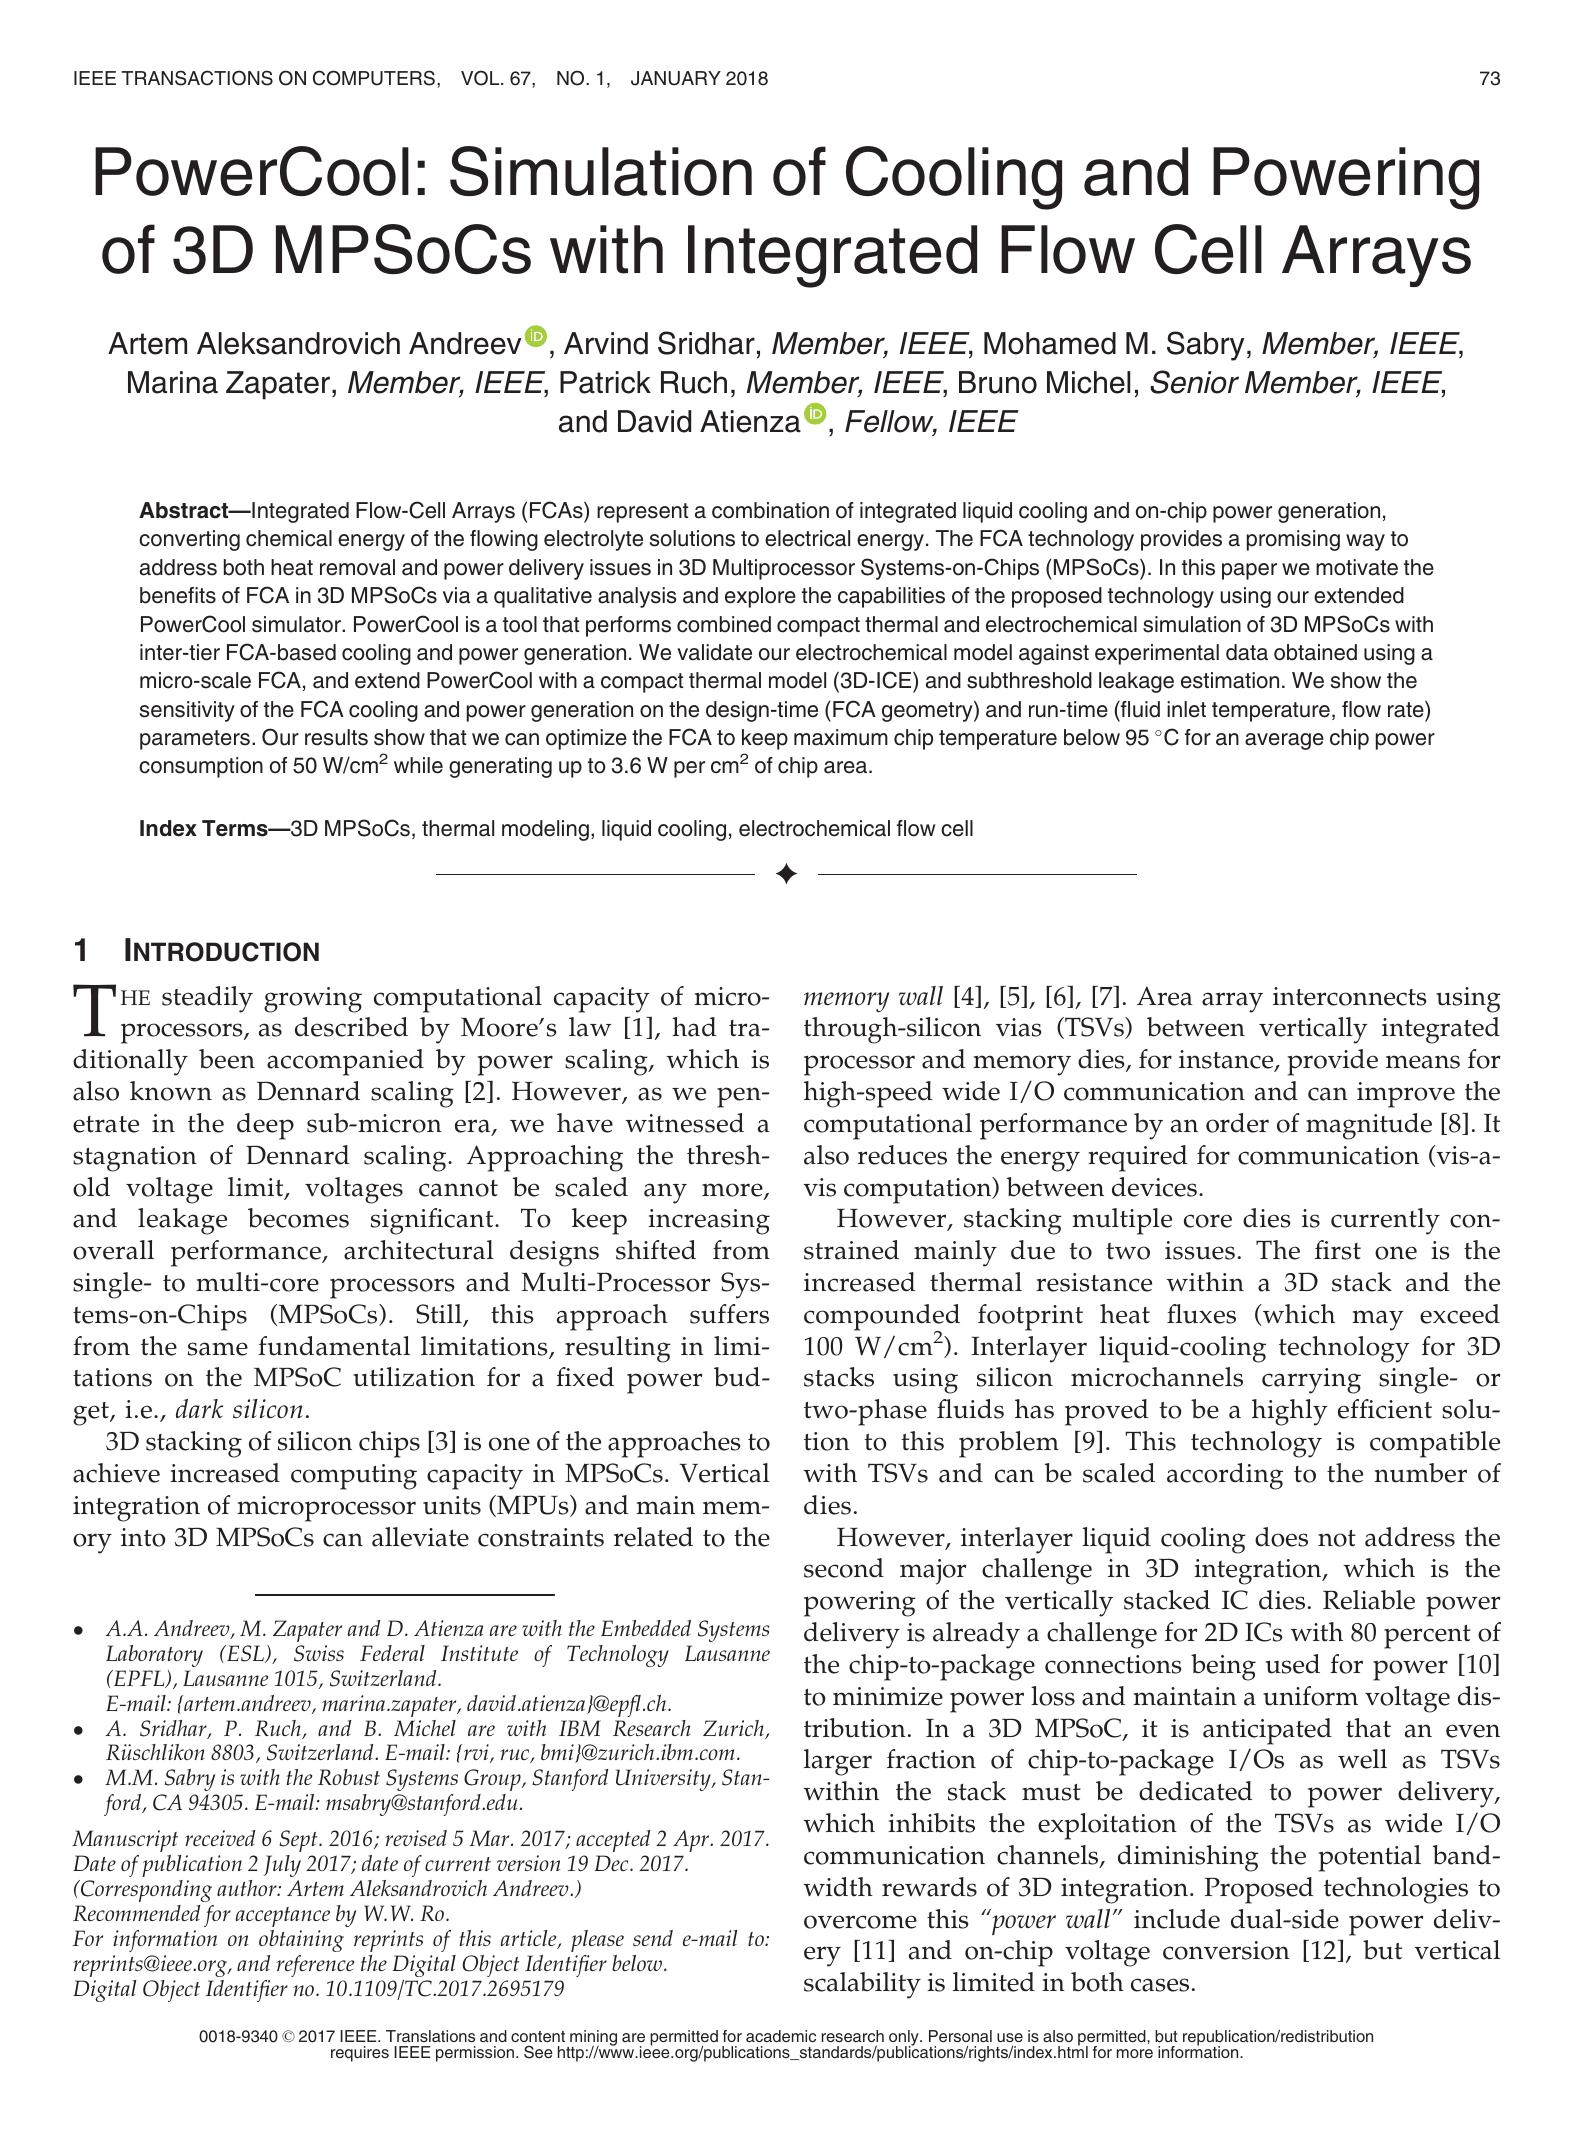 IEEE TRANSACTIONS ON COMPUTERS, VOL. 67, NO. 1, JANUARY 2018 73
PowerCool: Simulation of Cooling and Powering
of 3D MPSoCs with Integrated Flow Cell Arrays
Artem Aleksandrovich Andreev iD, Arvind Sridhar, Member, IEEE, Mohamed M. Sabry, Member, IEEE,
Marina Zapater, Member, IEEE, Patrick Ruch, Member, IEEE, Bruno Michel, Senior Member, IEEE,
and David Atienza iD, Fellow, IEEE
Abstract—Integrated Flow-Cell Arrays (FCAs) represent a combination of integrated liquid cooling and on-chip power generation,
converting chemical energy of the flowing electrolyte solutions to electrical energy. The FCA technology provides a promising way to
address both heat removal and power delivery issues in 3D Multiprocessor Systems-on-Chips (MPSoCs). In this paper we motivate the
benefits of FCA in 3D MPSoCs via a qualitative analysis and explore the capabilities of the proposed technology using our extended
PowerCool simulator. PowerCool is a tool that performs combined compact thermal and electrochemical simulation of 3D MPSoCs with
inter-tier FCA-based cooling and power generation. We validate our electrochemical model against experimental data obtained using a
micro-scale FCA, and extend PowerCool with a compact thermal model (3D-ICE) and subthreshold leakage estimation. We show the
sensitivity of the FCA cooling and power generation on the design-time (FCA geometry) and run-time (fluid inlet temperature, flow rate)
parameters. Our results show that we can optimize the FCA to keep maximum chip temperature below 95 °C for an average chip power
consumption of 50 W/cm² while generating up to 3.6 W per cm² of chip area.
Index Terms—3D MPSoCs, thermal modeling, liquid cooling, electrochemical flow cell
1 INTRODUCTION
THE steadily growing computational capacity of micro-
processors, as described by Moore's law [1], had tra-
ditionally been accompanied by power scaling, which is
also known as Dennard scaling [2]. However, as we pen-
etrate in the deep sub-micron era, we have witnessed a
stagnation of Dennard scaling. Approaching the thresh-
old voltage limit, voltages cannot be scaled any more,
and leakage becomes significant. To keep increasing
overall performance, architectural designs shifted from
single- to multi-core processors and Multi-Processor Sys-
tems-on-Chips (MPSoCs). Still, this approach suffers
from the same fundamental limitations, resulting in limi-
tations on the MPSoC utilization for a fixed power bud-
get, i.e., dark silicon.
3D stacking of silicon chips [3] is one of the approaches to
achieve increased computing capacity in MPSoCs. Vertical
integration of microprocessor units (MPUs) and main mem-
ory into 3D MPSoCs can alleviate constraints related to the
• A.A. Andreev, M. Zapater and D. Atienza are with the Embedded Systems
Laboratory (ESL), Swiss Federal Institute of Technology Lausanne
(EPFL), Lausanne 1015, Switzerland.
E-mail: {artem.andreev, marina.zapater, david.atienza}@epfl.ch.
• A. Sridhar, P. Ruch, and B. Michel are with IBM Research Zurich,
Rüschlikon 8803, Switzerland. E-mail: {rvi, ruc, bmi}@zurich.ibm.com.
• M.M. Sabry is with the Robust Systems Group, Stanford University, Stan-
ford, CA 94305. E-mail: msabry@stanford.edu.
Manuscript received 6 Sept. 2016; revised 5 Mar. 2017; accepted 2 Apr. 2017.
Date of publication 2 July 2017; date of current version 19 Dec. 2017.
(Corresponding author: Artem Aleksandrovich Andreev.)
Recommended for acceptance by W.W. Ro.
For information on obtaining reprints of this article, please send e-mail to:
reprints@ieee.org, and reference the Digital Object Identifier below.
Digital Object Identifier no. 10.1109/TC.2017.2695179
memory wall [4], [5], [6], [7]. Area array interconnects using
through-silicon vias (TSVs) between vertically integrated
processor and memory dies, for instance, provide means for
high-speed wide I/O communication and can improve the
computational performance by an order of magnitude [8]. It
also reduces the energy required for communication (vis-a-
vis computation) between devices.
However, stacking multiple core dies is currently con-
strained mainly due to two issues. The first one is the
increased thermal resistance within a 3D stack and the
compounded footprint heat fluxes (which may exceed
100 W/cm²). Interlayer liquid-cooling technology for 3D
stacks using silicon microchannels carrying single- or
two-phase fluids has proved to be a highly efficient solu-
tion to this problem [9]. This technology is compatible
with TSVs and can be scaled according to the number of
dies.
However, interlayer liquid cooling does not address the
second major challenge in 3D integration, which is the
powering of the vertically stacked IC dies. Reliable power
delivery is already a challenge for 2D ICs with 80 percent of
the chip-to-package connections being used for power [10]
to minimize power loss and maintain a uniform voltage dis-
tribution. In a 3D MPSoC, it is anticipated that an even
larger fraction of chip-to-package I/Os as well as TSVs
within the stack must be dedicated to power delivery,
which inhibits the exploitation of the TSVs as wide I/O
communication channels, diminishing the potential band-
width rewards of 3D integration. Proposed technologies to
overcome this “power wall” include dual-side power deliv-
ery [11] and on-chip voltage conversion [12], but vertical
scalability is limited in both cases.
0018-9340 © 2017 IEEE. Translations and content mining are permitted for academic research only. Personal use is also permitted, but republication/redistribution
requires IEEE permission. See http://www.ieee.org/publications_standards/publications/rights/index.html for more information.